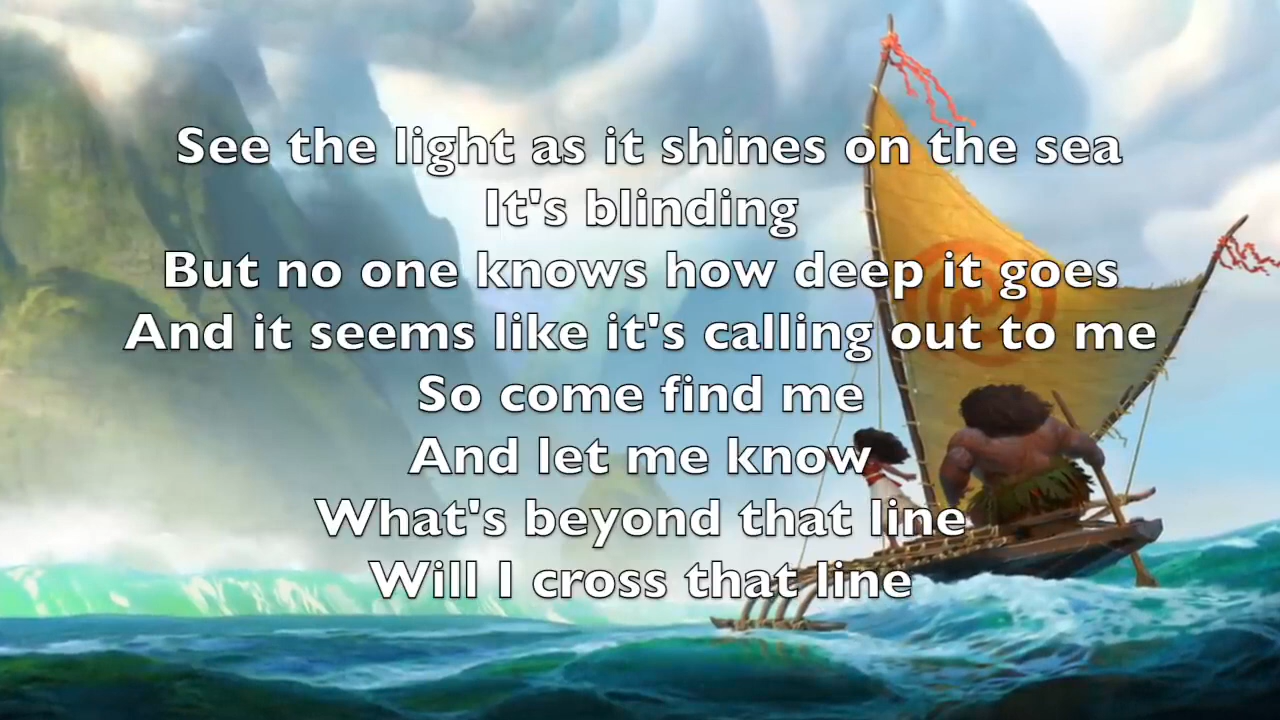 See the light as it shines on the sea
It's blinding
But no one knows how deep it goes
And it seems like it's calling out to me
So come find me
And let me know
What's beyond that line
Will I cross that line